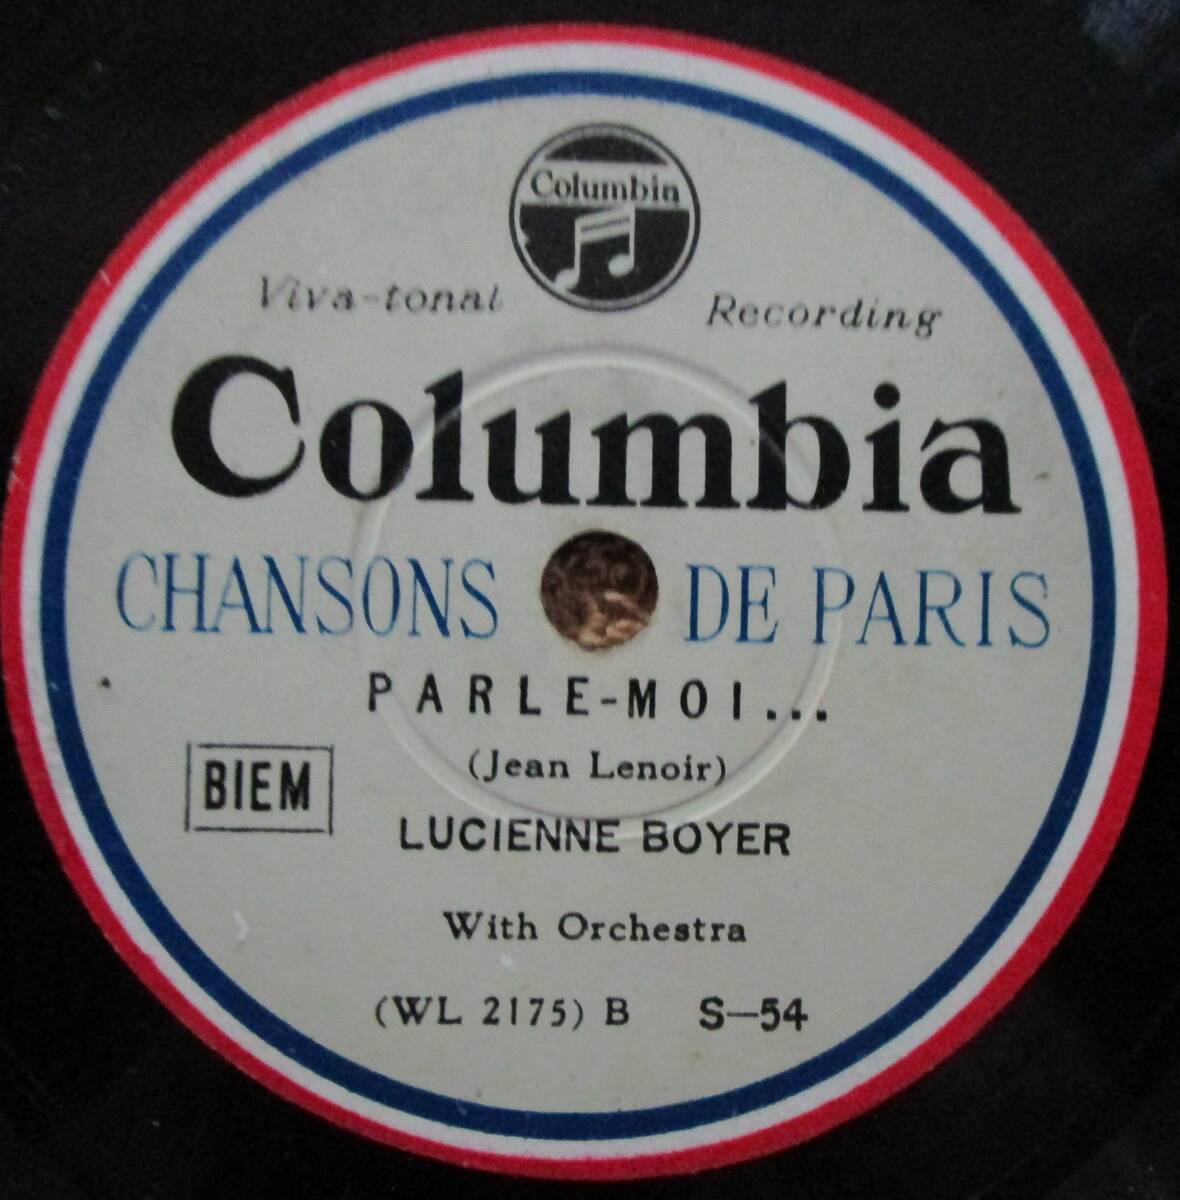 Columbia
Viva-tonal Recording
Columbia
CHANSONS DE PARIS
PARLE-MOI...
(Jean Lenoir)
BIEM
LUCIENNE BOYER
With Orchestra
(WL 2175) B S-54